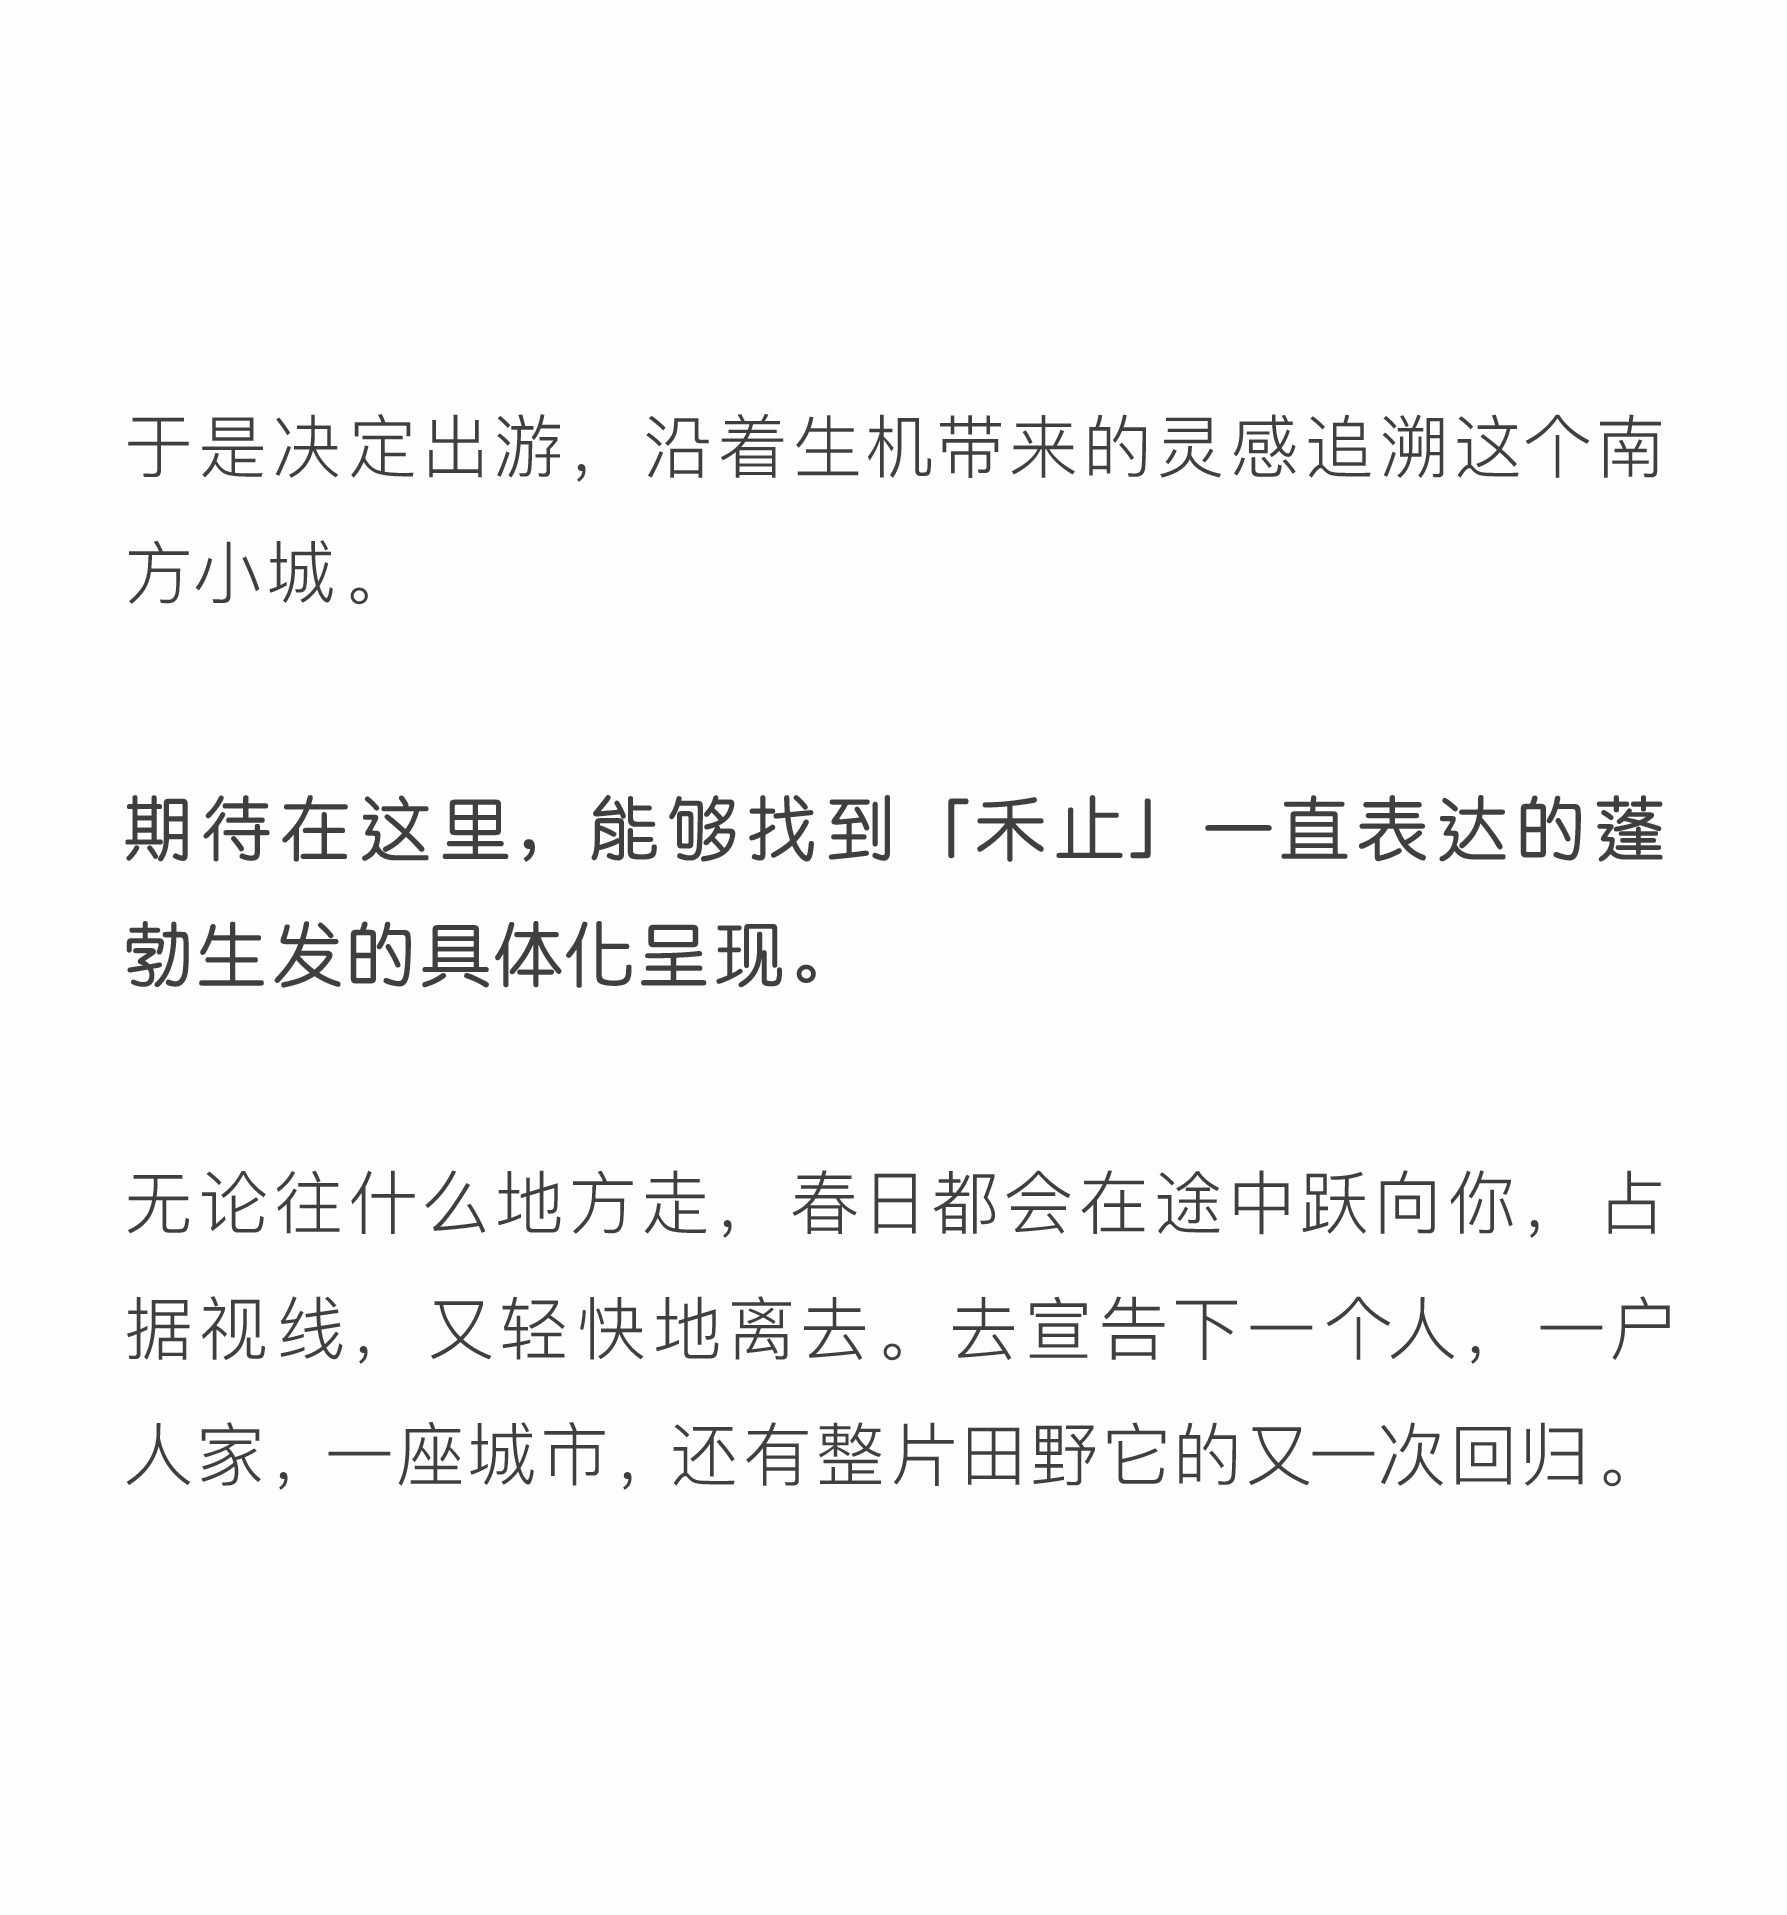 于是决定出游，沿着生机带来的灵感追溯这个南
方小城。
期待在这里，能够找到「禾止」一直表达的蓬
勃生发的具体化呈现。
无论往什么地方走，春日都会在途中跃向你，占
据视线，又轻快地离去。去宣告下一个人，一户
人家，一座城市，还有整片田野它的又一次回归。